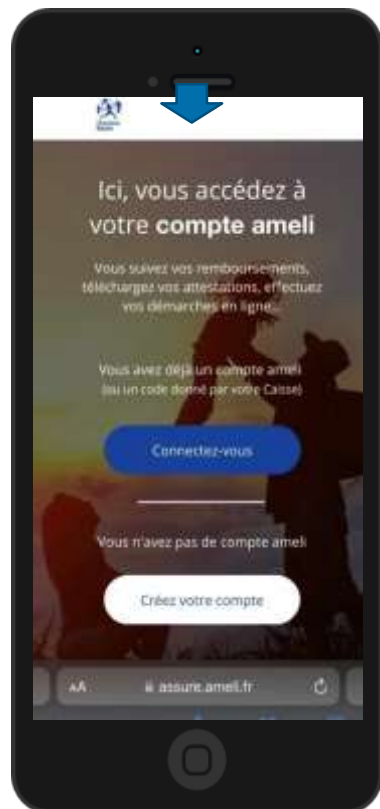 Ici, vous accédez à
votre compte ameli
Vous suivez vos remboursements,
téléchargez vos attestations, effectuez
vos démarches en ligne...
Vous avez déjà un compte ameli
(ou un code donné par votre Caisse)
Connectez-vous
Vous n'avez pas de compte ameli
Créez votre compte
AA assure.ameli.fr